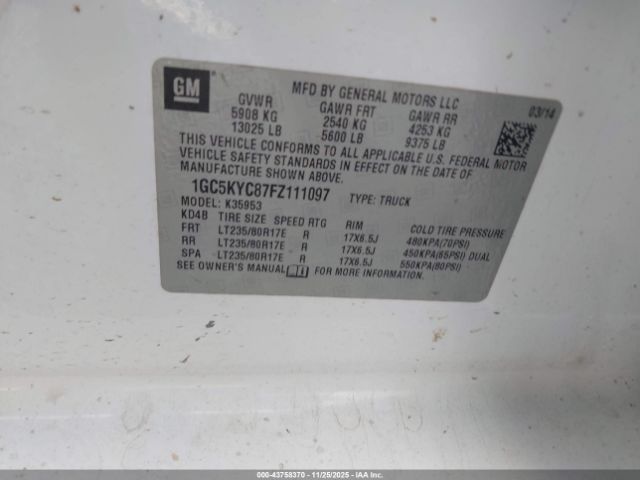 GM
MFD BY GENERAL MOTORS LLC
03/14
GVWR GAWR FRT GAWR RR
5908 KG 2540 KG 4253 KG
13025 LB 5600 LB 9375 LB
THIS VEHICLE CONFORMS TO ALL APPLICABLE U.S. FEDERAL MOTOR
VEHICLE SAFETY STANDARDS IN EFFECT ON THE DATE OF
MANUFACTURE SHOWN ABOVE.
1GC5KYC87FZ111097 TYPE: TRUCK
MODEL: K35953
KD4B TIRE SIZE SPEED RTG RIM COLD TIRE PRESSURE
FRT LT235/80R17E R 17X6.5J 480KPA(70PSI)
RR LT235/80R17E R 17X6.5J 450KPA(65PSI) DUAL
SPA LT235/80R17E R 17X6.5J 550KPA(80PSI)
SEE OWNER'S MANUAL FOR MORE INFORMATION.
000-43758370 - 11/25/2025 - IAAI.COM